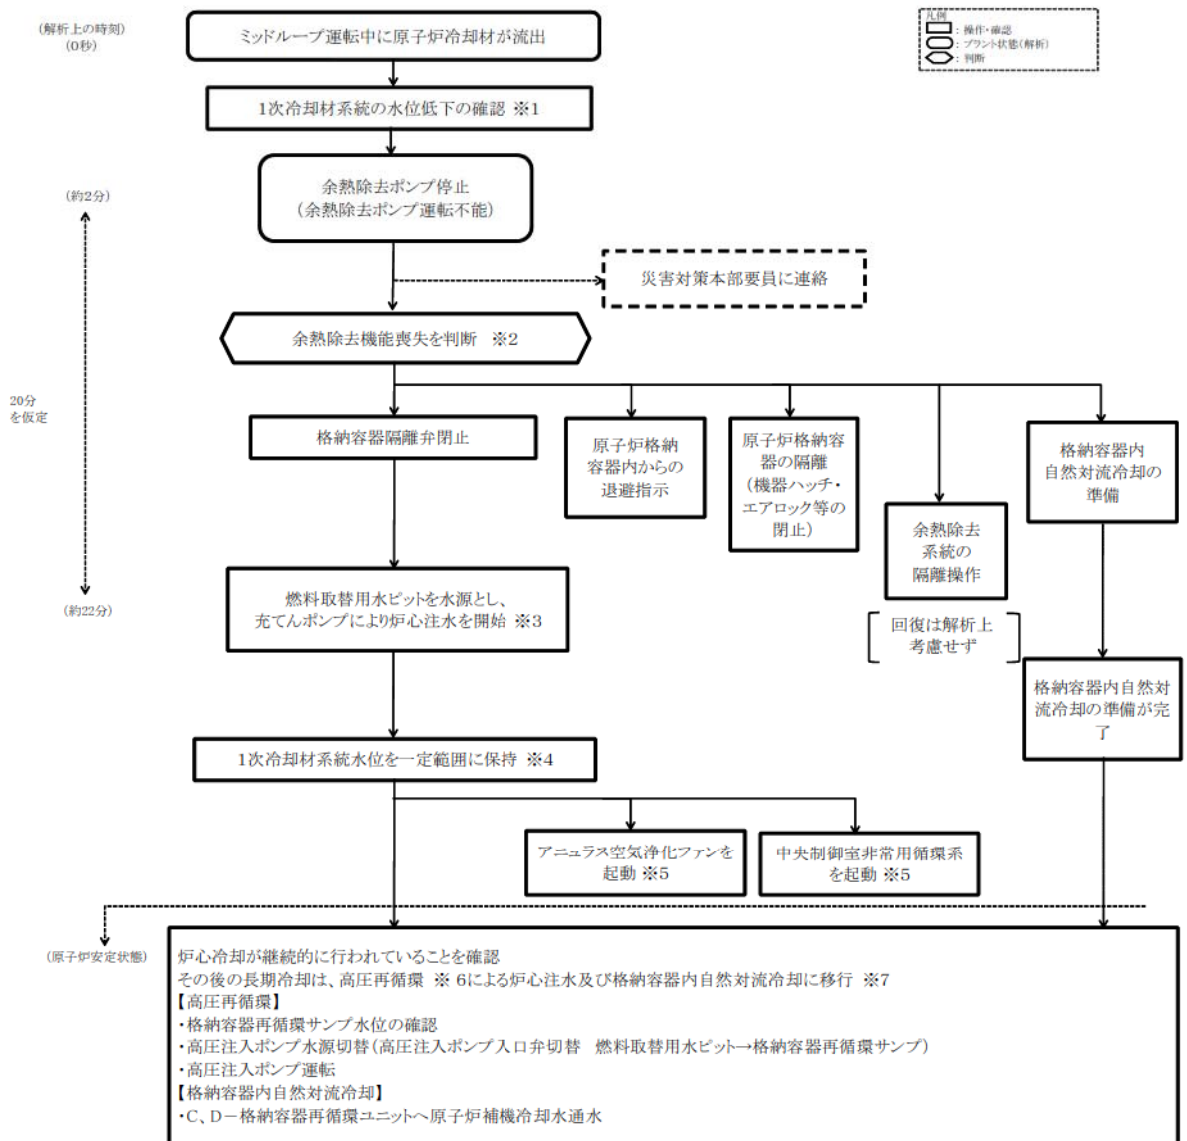 (解析上の時刻)
(0秒)
ミッドループ運転中に原子炉冷却材が流出
凡例
：操作・確認
：プラント状態(解析)
：判断
1次冷却材系統の水位低下の確認 ※1
(約2分)
余熱除去ポンプ停止
(余熱除去ポンプ運転不能)
災害対策本部要員に連絡
余熱除去機能喪失を判断 ※2
20分
を仮定
格納容器隔離弁閉止
原子炉格納
容器内からの
退避指示
原子炉格納容
器の隔離
(機器ハッチ・
エアロック等の
閉止)
余熱除去
系統の
隔離操作
回復は解析上
考慮せず
格納容器内
自然対流冷却の
準備
(約22分)
燃料取替用水ピットを水源とし、
充てんポンプにより炉心注水を開始 ※3
格納容器内自然対
流冷却の準備が完
了
1次冷却材系統水位を一定範囲に保持 ※4
アニュラス空気浄化ファンを
起動 ※5
中央制御室非常用循環系
を起動 ※5
(原子炉安定状態)
炉心冷却が継続的に行われていることを確認
その後の長期冷却は、高圧再循環 ※ 6による炉心注水及び格納容器内自然対流冷却に移行 ※7
【高圧再循環】
・格納容器再循環サンプ水位の確認
・高圧注入ポンプ水源切替(高圧注入ポンプ入口弁切替 燃料取替用水ピット→格納容器再循環サンプ)
・高圧注入ポンプ運転
【格納容器内自然対流冷却】
・C、D－格納容器再循環ユニットへ原子炉補機冷却水通水